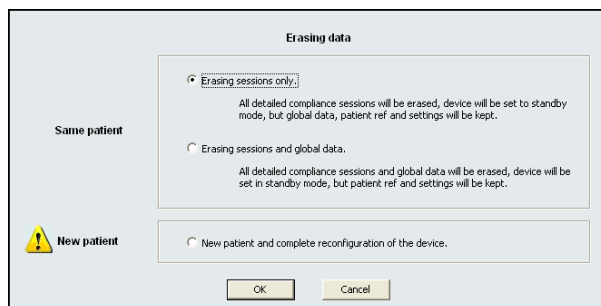 Erasing data
Same patient
Erasing sessions only.
All detailed compliance sessions will be erased, device will be set to standby
mode, but global data, patient ref and settings will be kept.
Erasing sessions and global data.
All detailed compliance sessions and global data will be erased, device will be
set in standby mode, but patient ref and settings will be kept.
New patient
New patient and complete reconfiguration of the device.
OK
Cancel